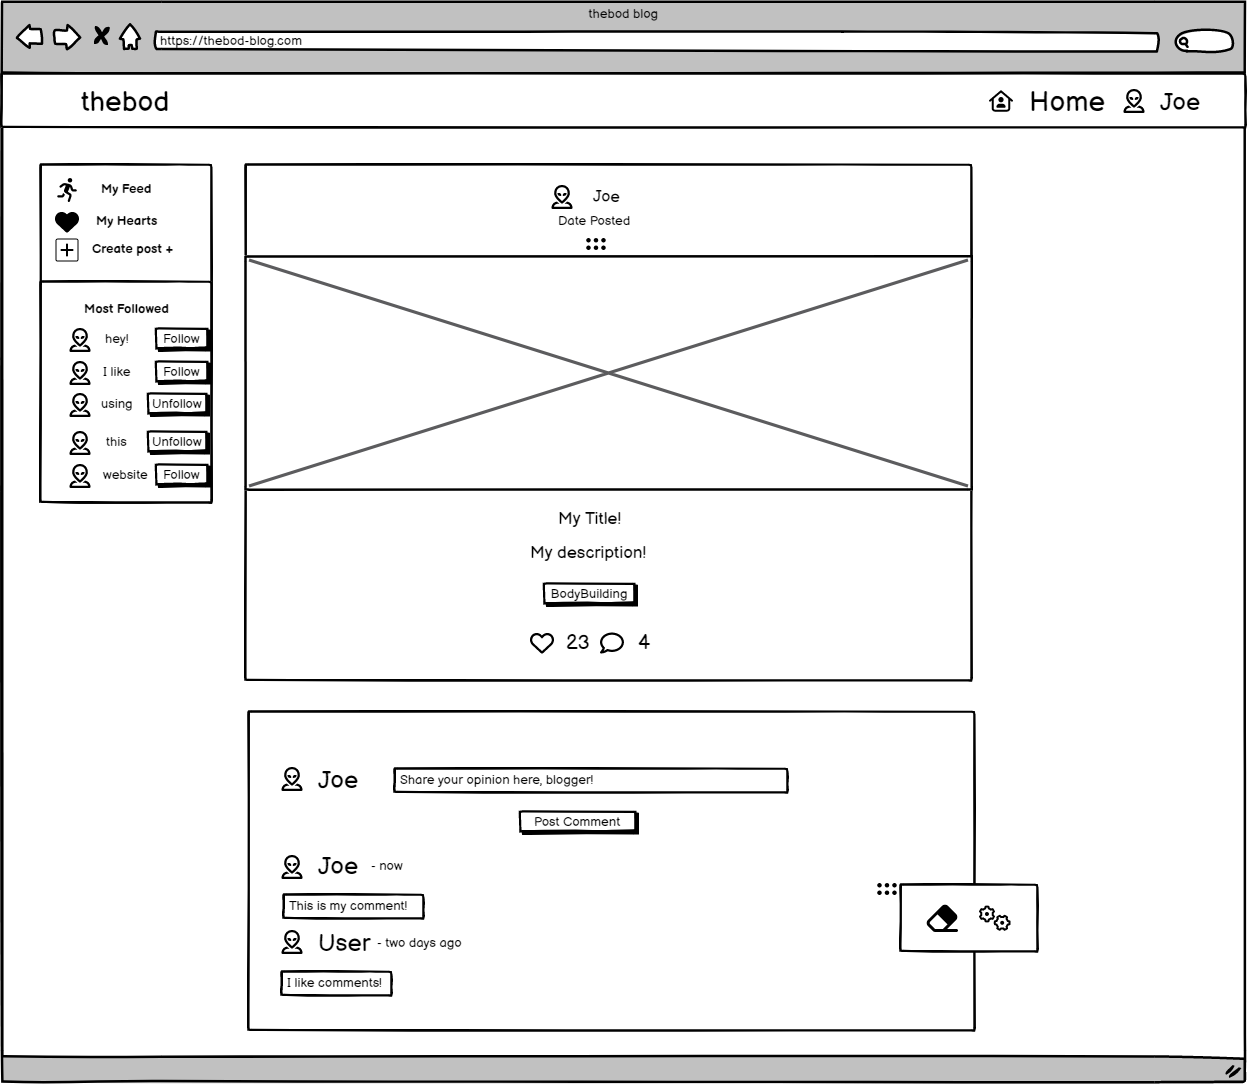 thebod blog
https://thebod-blog.com
thebod
Home
Joe
My Feed
My Hearts
Create post +
Most Followed
hey! Follow
I like Follow
using Unfollow
this Unfollow
website Follow
Joe
Date Posted
My Title!
My description!
BodyBuilding
23 4
Joe Share your opinion here, blogger!
Post Comment
Joe - now
This is my comment!
User - two days ago
I like comments!